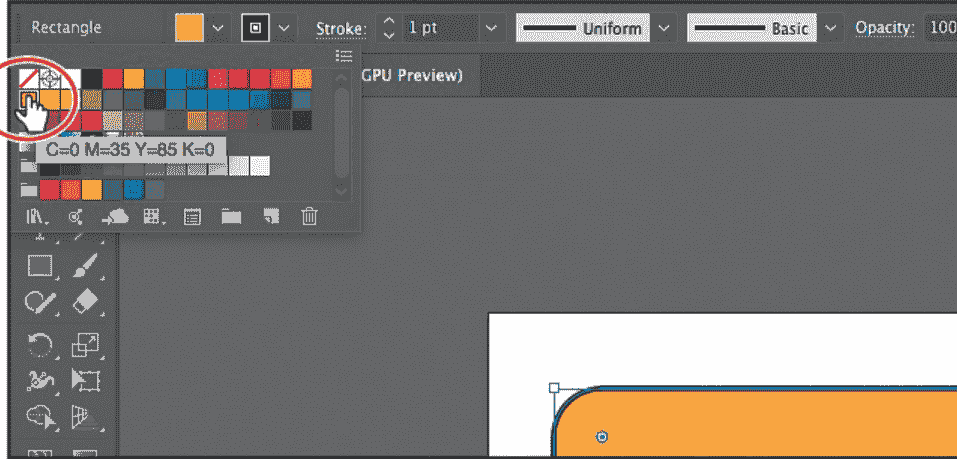 Rectangle Stroke: 1 pt Uniform Basic Opacity: 100
GPU Preview)
C=0 M=35 Y=85 K=0